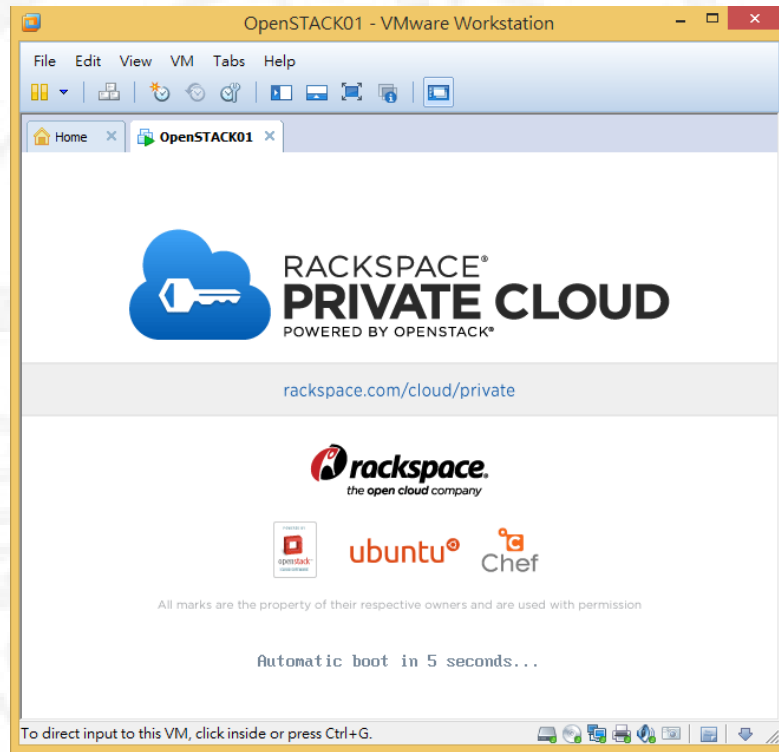 OpenSTACK01 - VMware Workstation
File Edit View VM Tabs Help
Home
OpenSTACK01
RACKSPACE®
PRIVATE CLOUD
POWERED BY OPENSTACK®
rackspace.com/cloud/private
rackspace.
the open cloud company
openstack
ubuntu®
Chef
All marks are the property of their respective owners and are used with permission
Automatic boot in 5 seconds...
To direct input to this VM, click inside or press Ctrl+G.